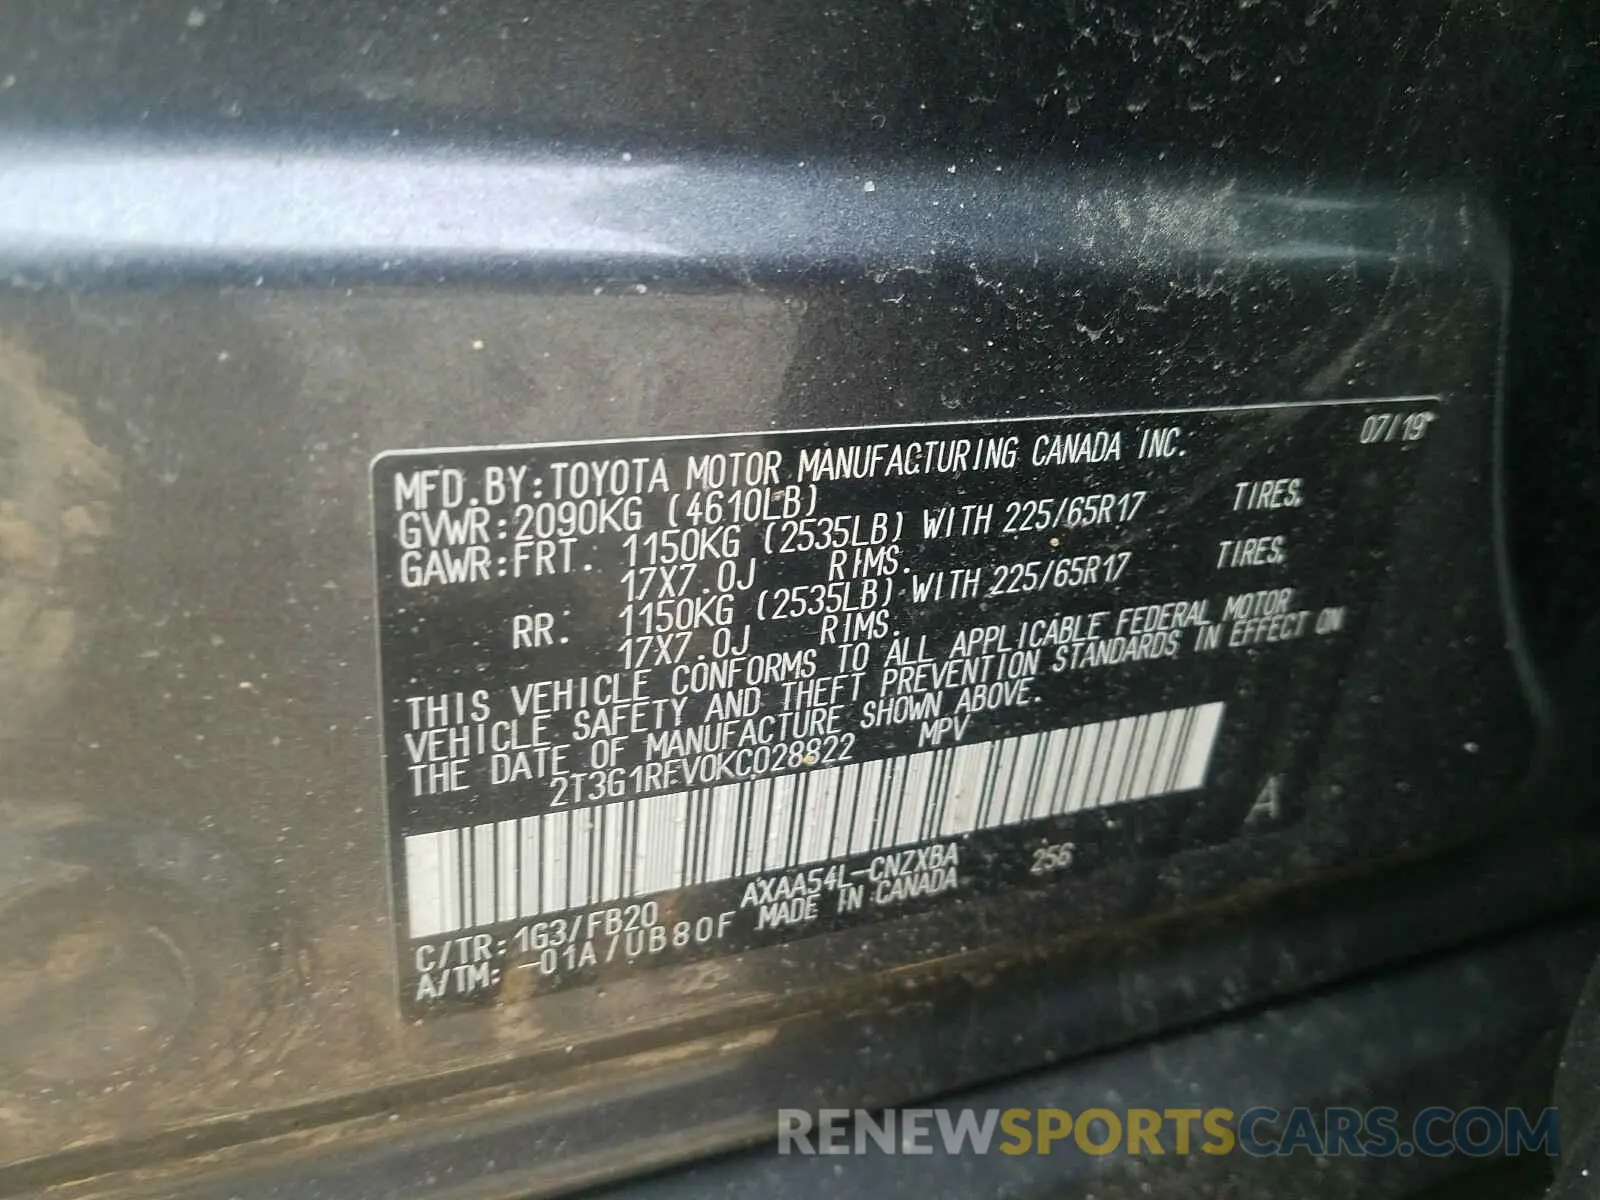 07/19
MFD.BY:TOYOTA MOTOR MANUFACTURING CANADA INC.
GVWR:2090KG (4610LB)
GAWR:FRT. 1150KG (2535LB) WITH 225/65R17 TIRES,
17X7.0J RIMS.
RR. 1150KG (2535LB) WITH 225/65R17 TIRES,
17X7.0J RIMS.
THIS VEHICLE CONFORMS TO ALL APPLICABLE FEDERAL MOTOR
VEHICLE SAFETY AND THEFT PREVENTION STANDARDS IN EFFECT ON
THE DATE OF MANUFACTURE SHOWN ABOVE.
2T3G1RFV0KC028822 MPV
A
C/TR:1G3/FB20 AXAA54L-CNZXBA 256
A/TM: -01A/UB80F MADE IN CANADA
RENEWSPORTSCARS.COM